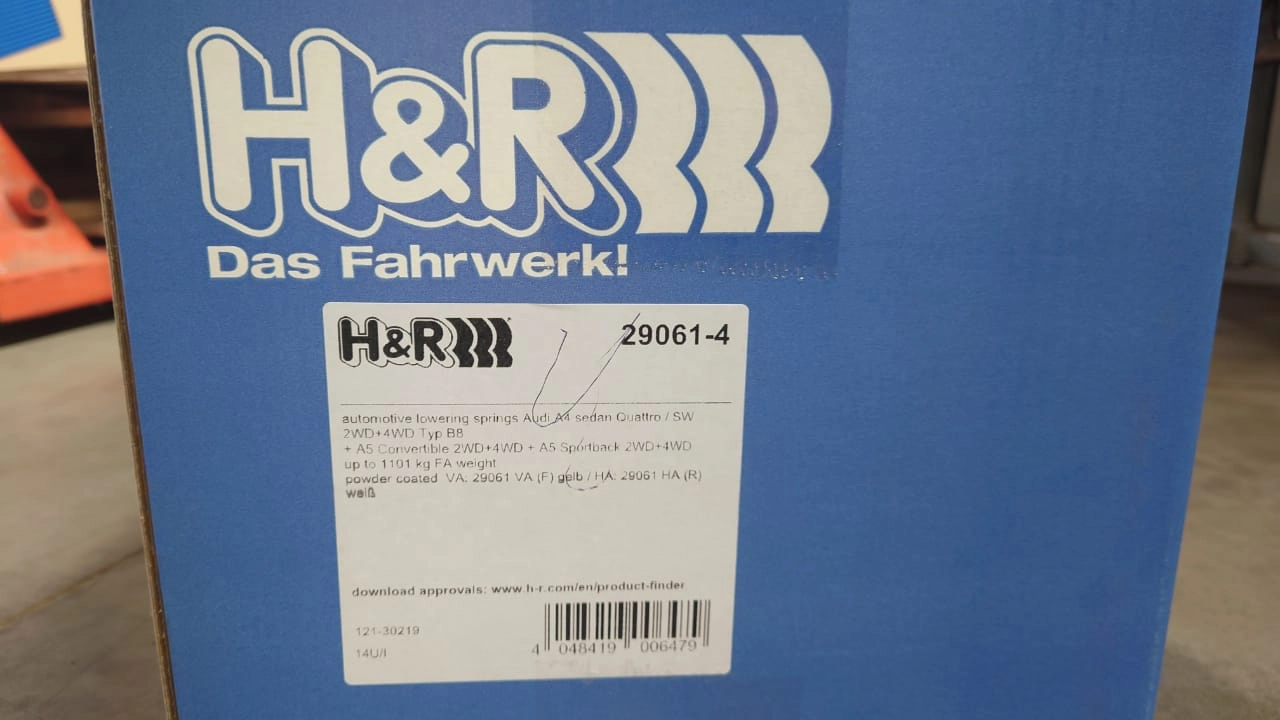 H&R
Das Fahrwerk!
H&R
29061-4
automotive lowering springs Audi A4 sedan Quattro / SW
2WD+4WD Typ B8
+ A5 Convertible 2WD+4WD + A5 Sportback 2WD+4WD
up to 1101 kg FA weight
powder coated VA: 29061 VA (F) gelb / HA: 29061 HA (R)
weiß
download approvals: www.h-r.com/en/product-finder
121-30219
14U/I
4 048419 006479